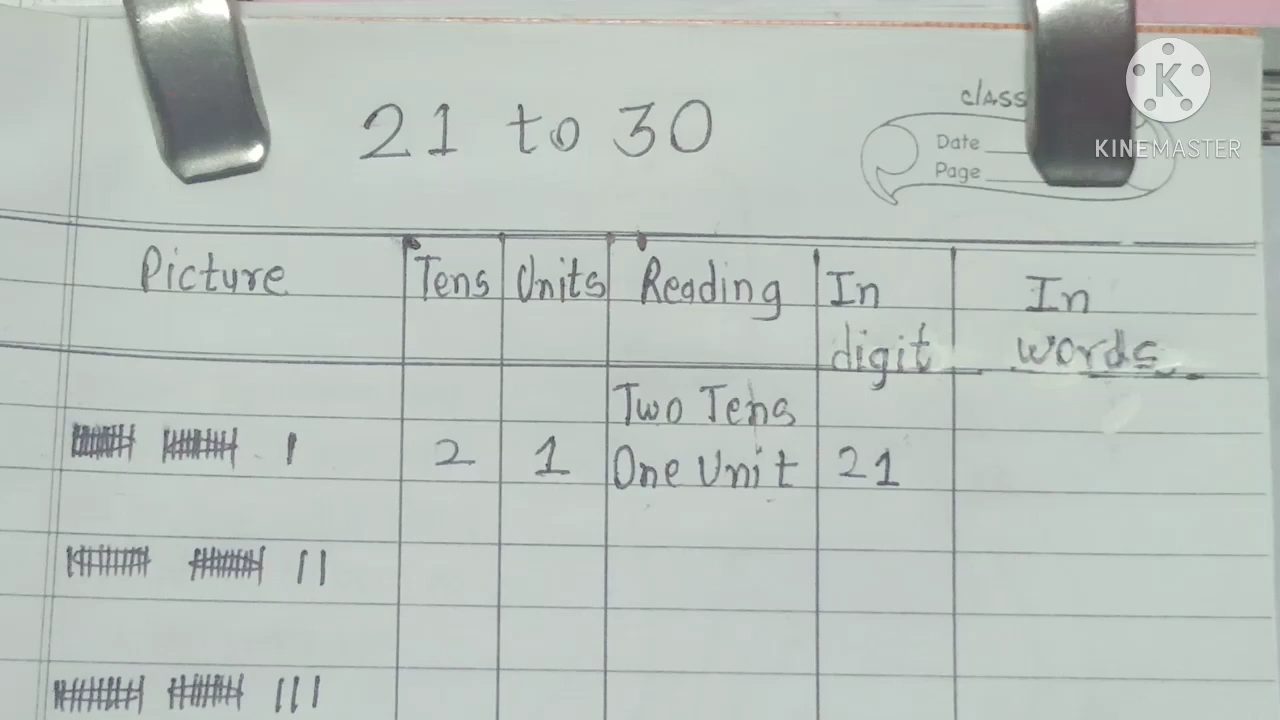 21 to 30
class
Date
Page
KINEMASTER
Picture Tens Units Reading In digit In words
Two Tens
2 1 One Unit 21